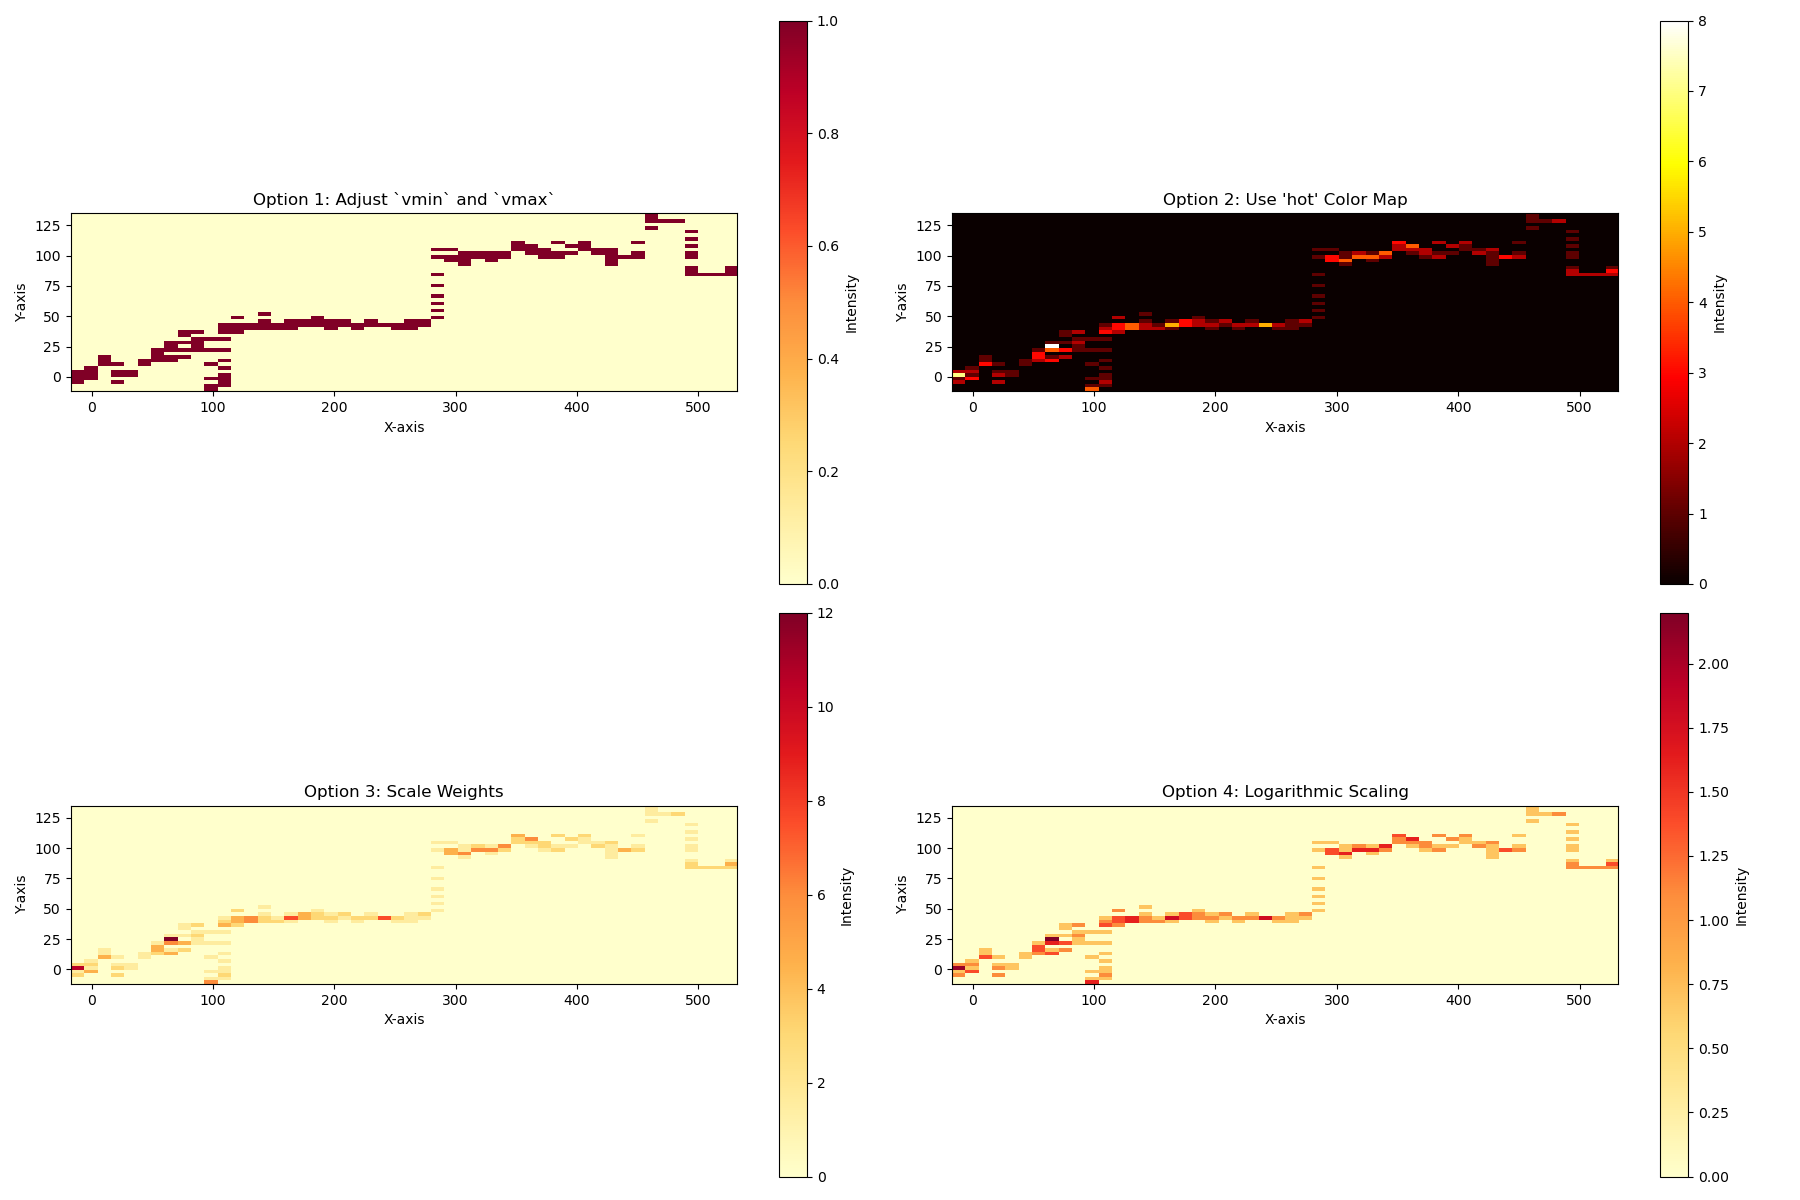 Option 1: Adjust `vmin` and `vmax`
125
100
75
50
25
0
Y-axis
0 100 200 300 400 500
X-axis
1.0
0.8
0.6
0.4
0.2
0.0
Intensity
Option 2: Use 'hot' Color Map
125
100
75
50
25
0
Y-axis
0 100 200 300 400 500
X-axis
8
7
6
5
4
3
2
1
0
Intensity
Option 3: Scale Weights
125
100
75
50
25
0
Y-axis
0 100 200 300 400 500
X-axis
12
10
8
6
4
2
0
Intensity
Option 4: Logarithmic Scaling
125
100
75
50
25
0
Y-axis
0 100 200 300 400 500
X-axis
2.00
1.75
1.50
1.25
1.00
0.75
0.50
0.25
0.00
Intensity